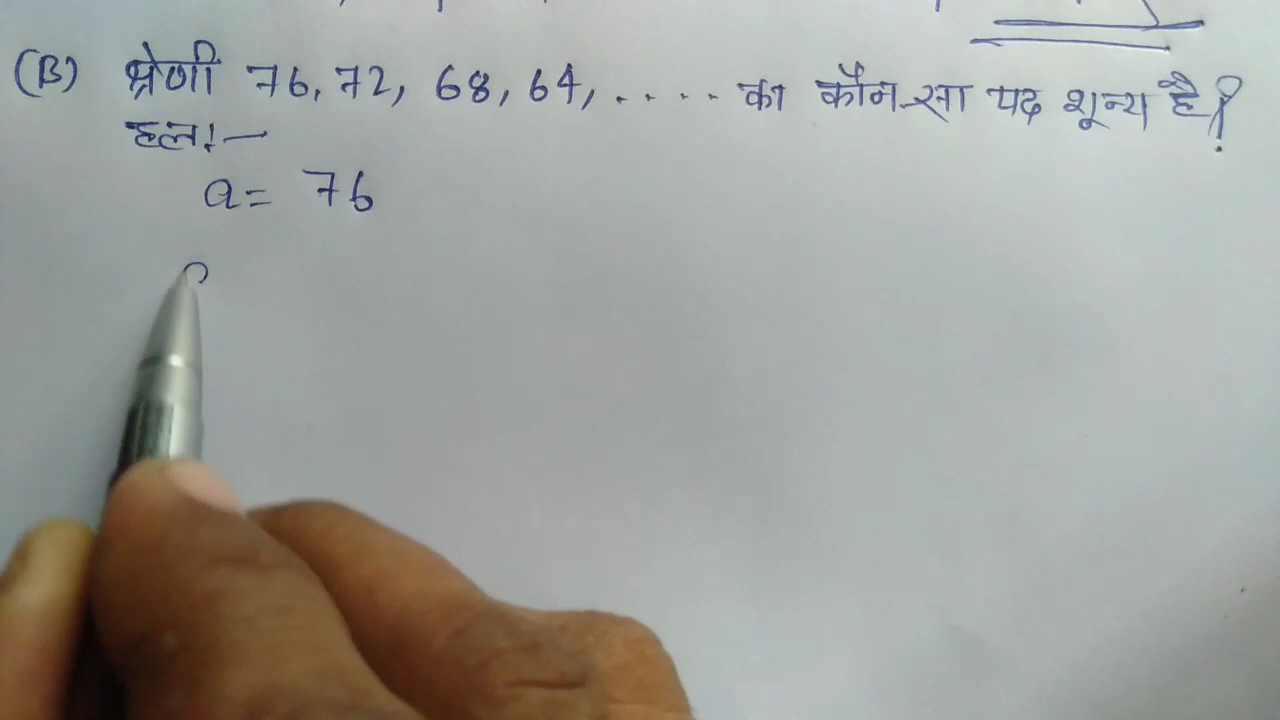 (B) श्रेणी 76, 72, 68, 64, ..... का कौन-सा पद शून्य है?
हल:-
a= 76